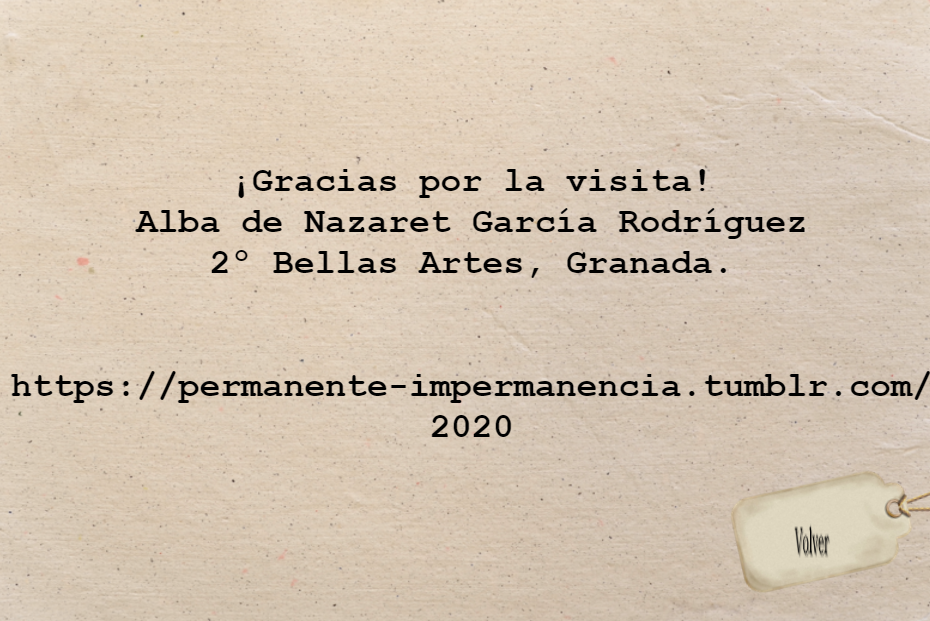 ¡Gracias por la visita!
Alba de Nazaret García Rodríguez
2º Bellas Artes, Granada.
https://permanente-impermanencia.tumblr.com/
2020
Volver